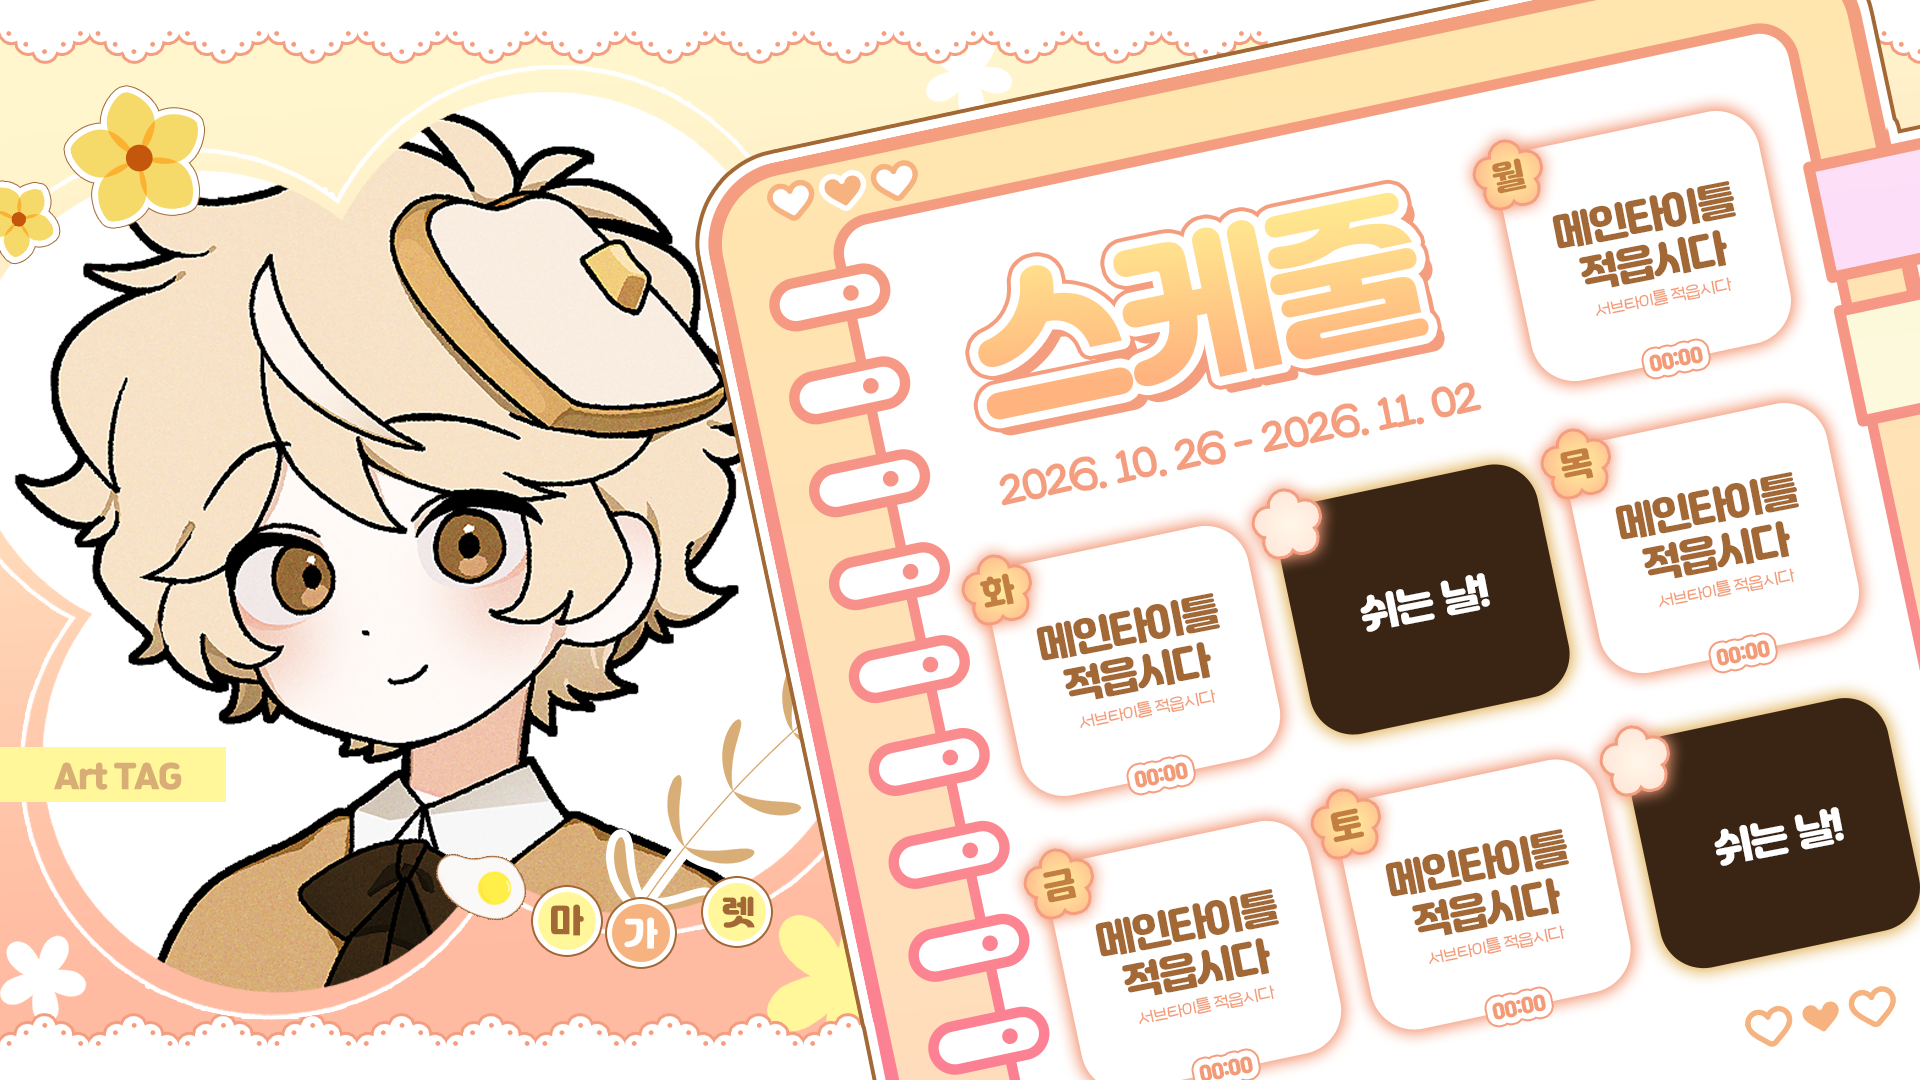 스케줄
2026. 10. 26 - 2026. 11. 02
월
메인타이틀
적읍시다
서브타이틀 적읍시다
00:00
화
메인타이틀
적읍시다
서브타이틀 적읍시다
00:00
쉬는 날!
목
메인타이틀
적읍시다
서브타이틀 적읍시다
00:00
금
메인타이틀
적읍시다
서브타이틀 적읍시다
00:00
토
메인타이틀
적읍시다
서브타이틀 적읍시다
00:00
쉬는 날!
Art TAG
마가렛